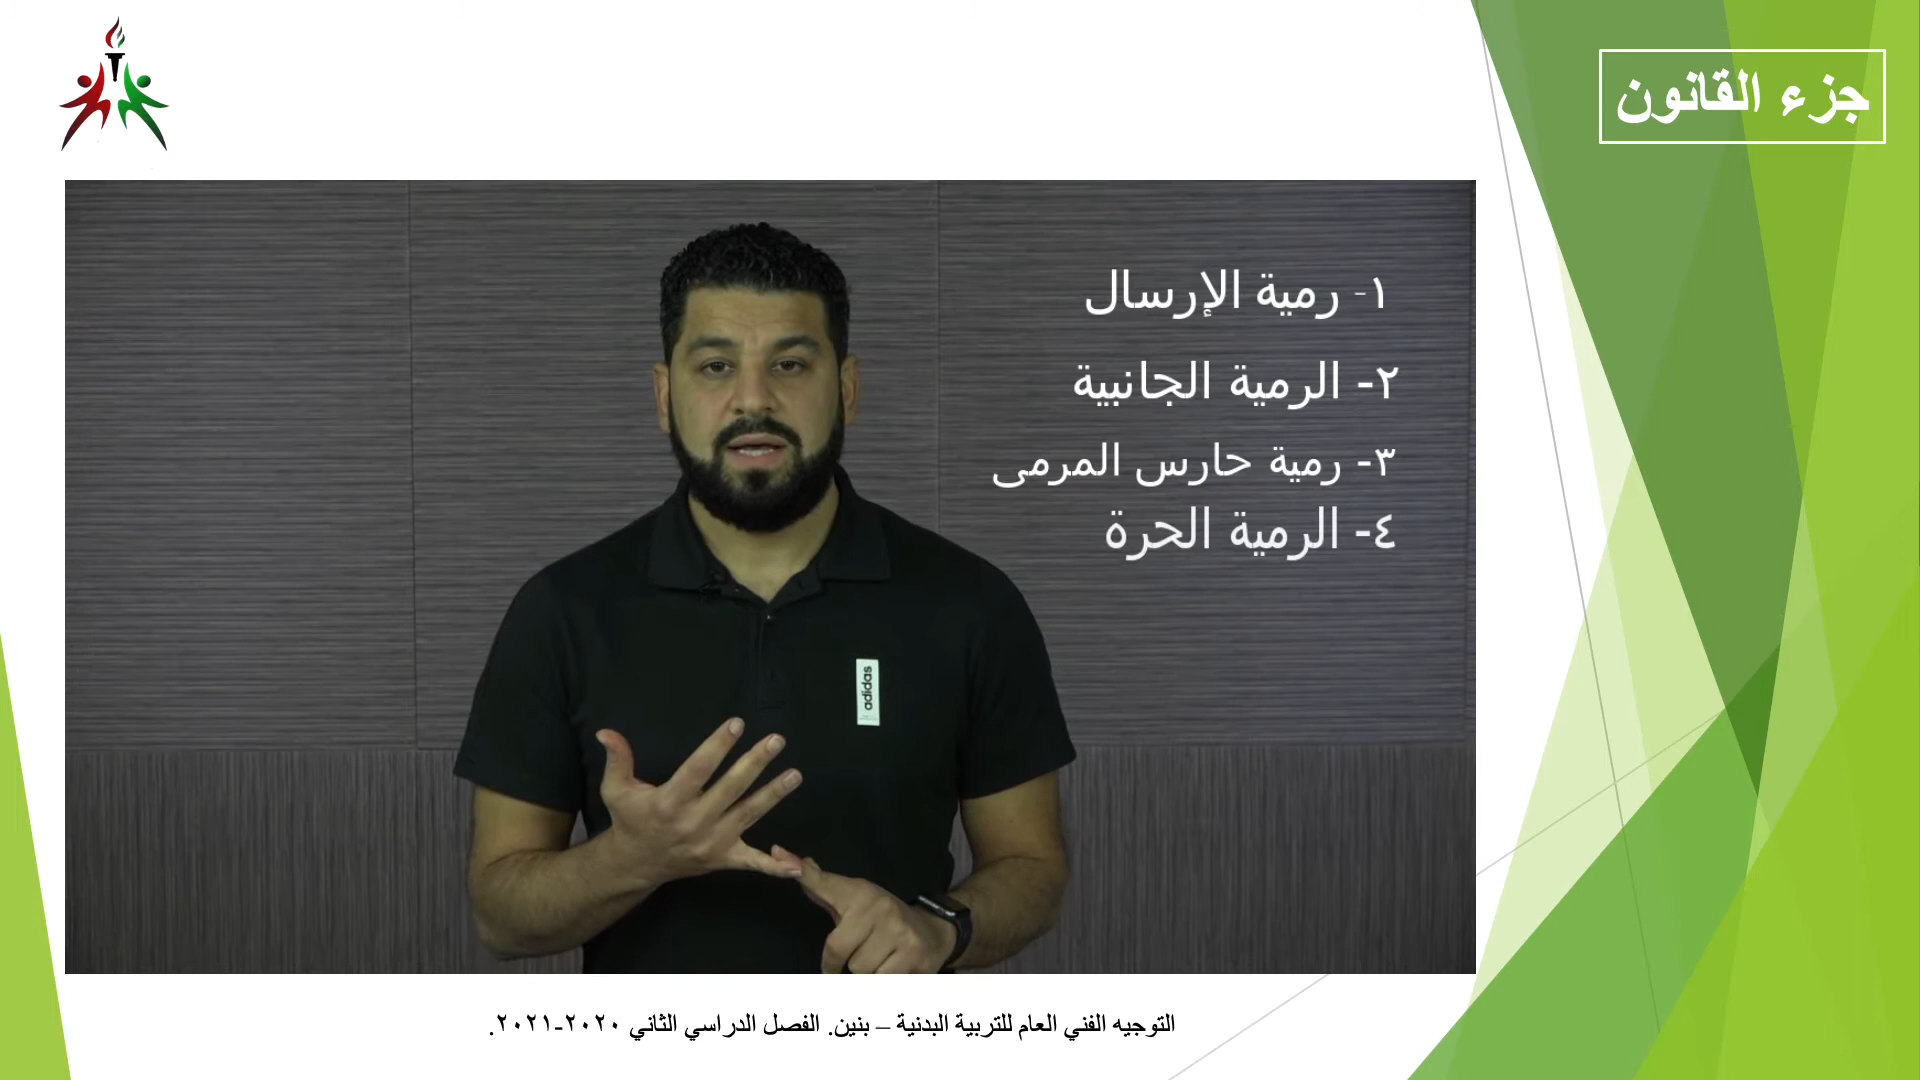 جزء القانون
١- رمية الإرسال
٢- الرمية الجانبية
٣- رمية حارس المرمى
٤- الرمية الحرة
adidas
التوجيه الفني العام للتربية البدنية – بنين. الفصل الدراسي الثاني ٢٠٢٠-٢٠٢١.